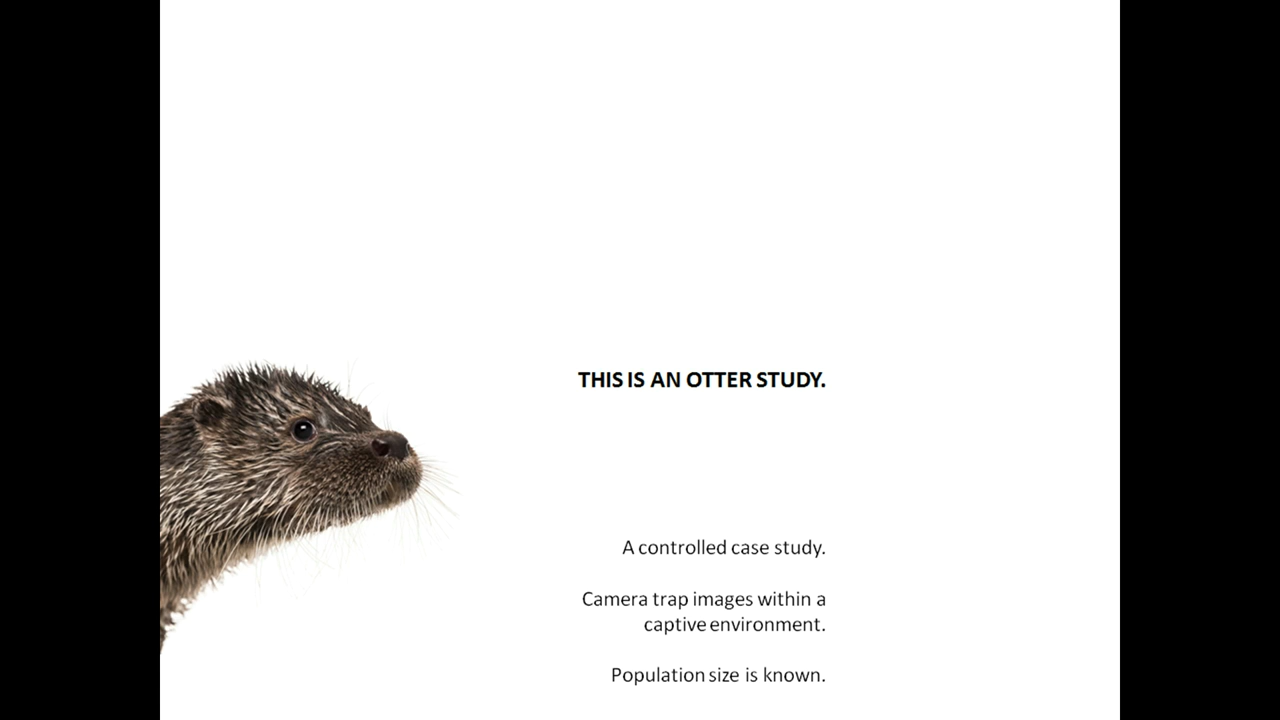 THIS IS AN OTTER STUDY.
A controlled case study.
Camera trap images within a
captive environment.
Population size is known.